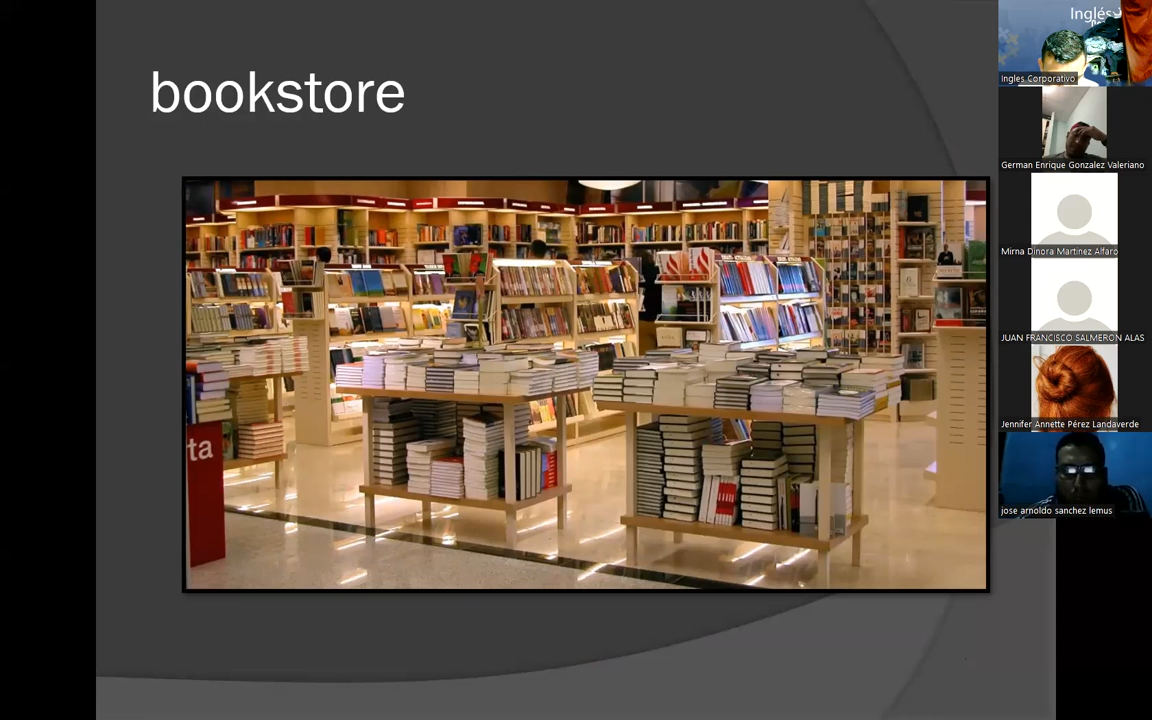 bookstore
ta
Inglés
Ingles Corporativo
German Enrique Gonzalez Valeriano
Mirna Dinora Martinez Alfaro
JUAN FRANCISCO SALMERON ALAS
Jennifer Annette Pérez Landaverde
jose arnoldo sanchez lemus